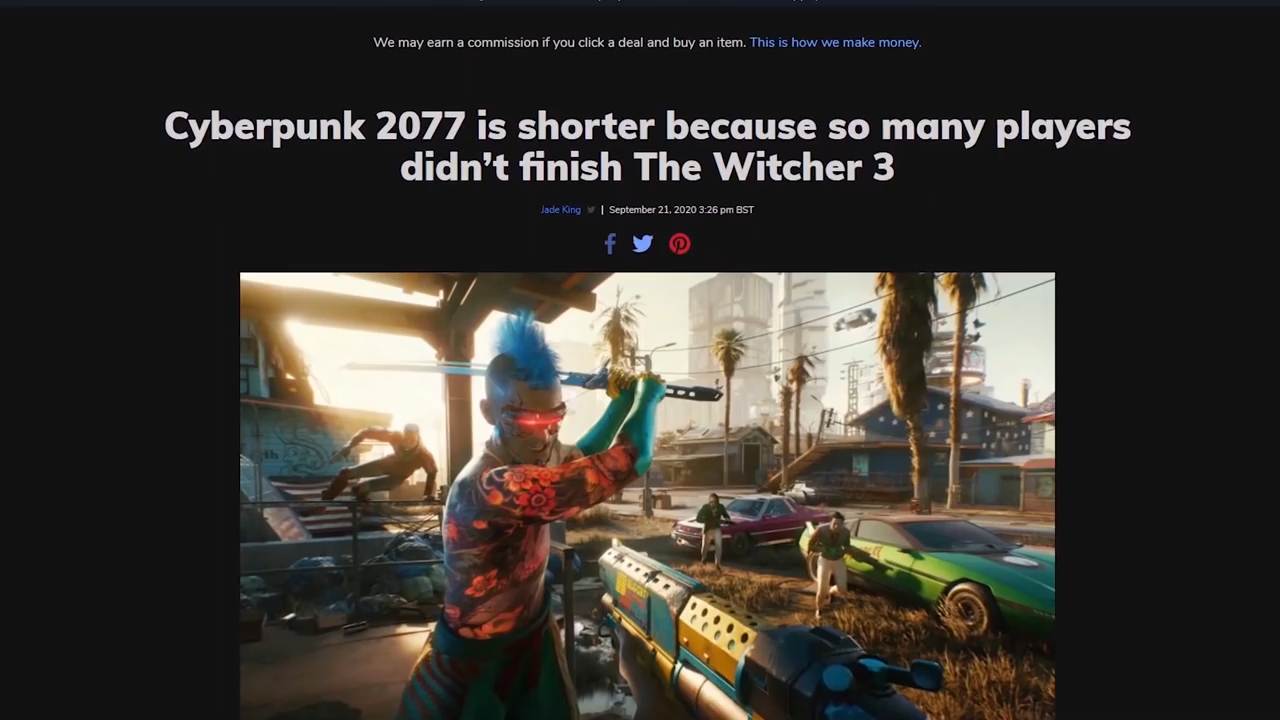 We may earn a commission if you click a deal and buy an item. This is how we make money.
Cyberpunk 2077 is shorter because so many players
didn’t finish The Witcher 3
Jade King | September 21, 2020 3:26 pm BST